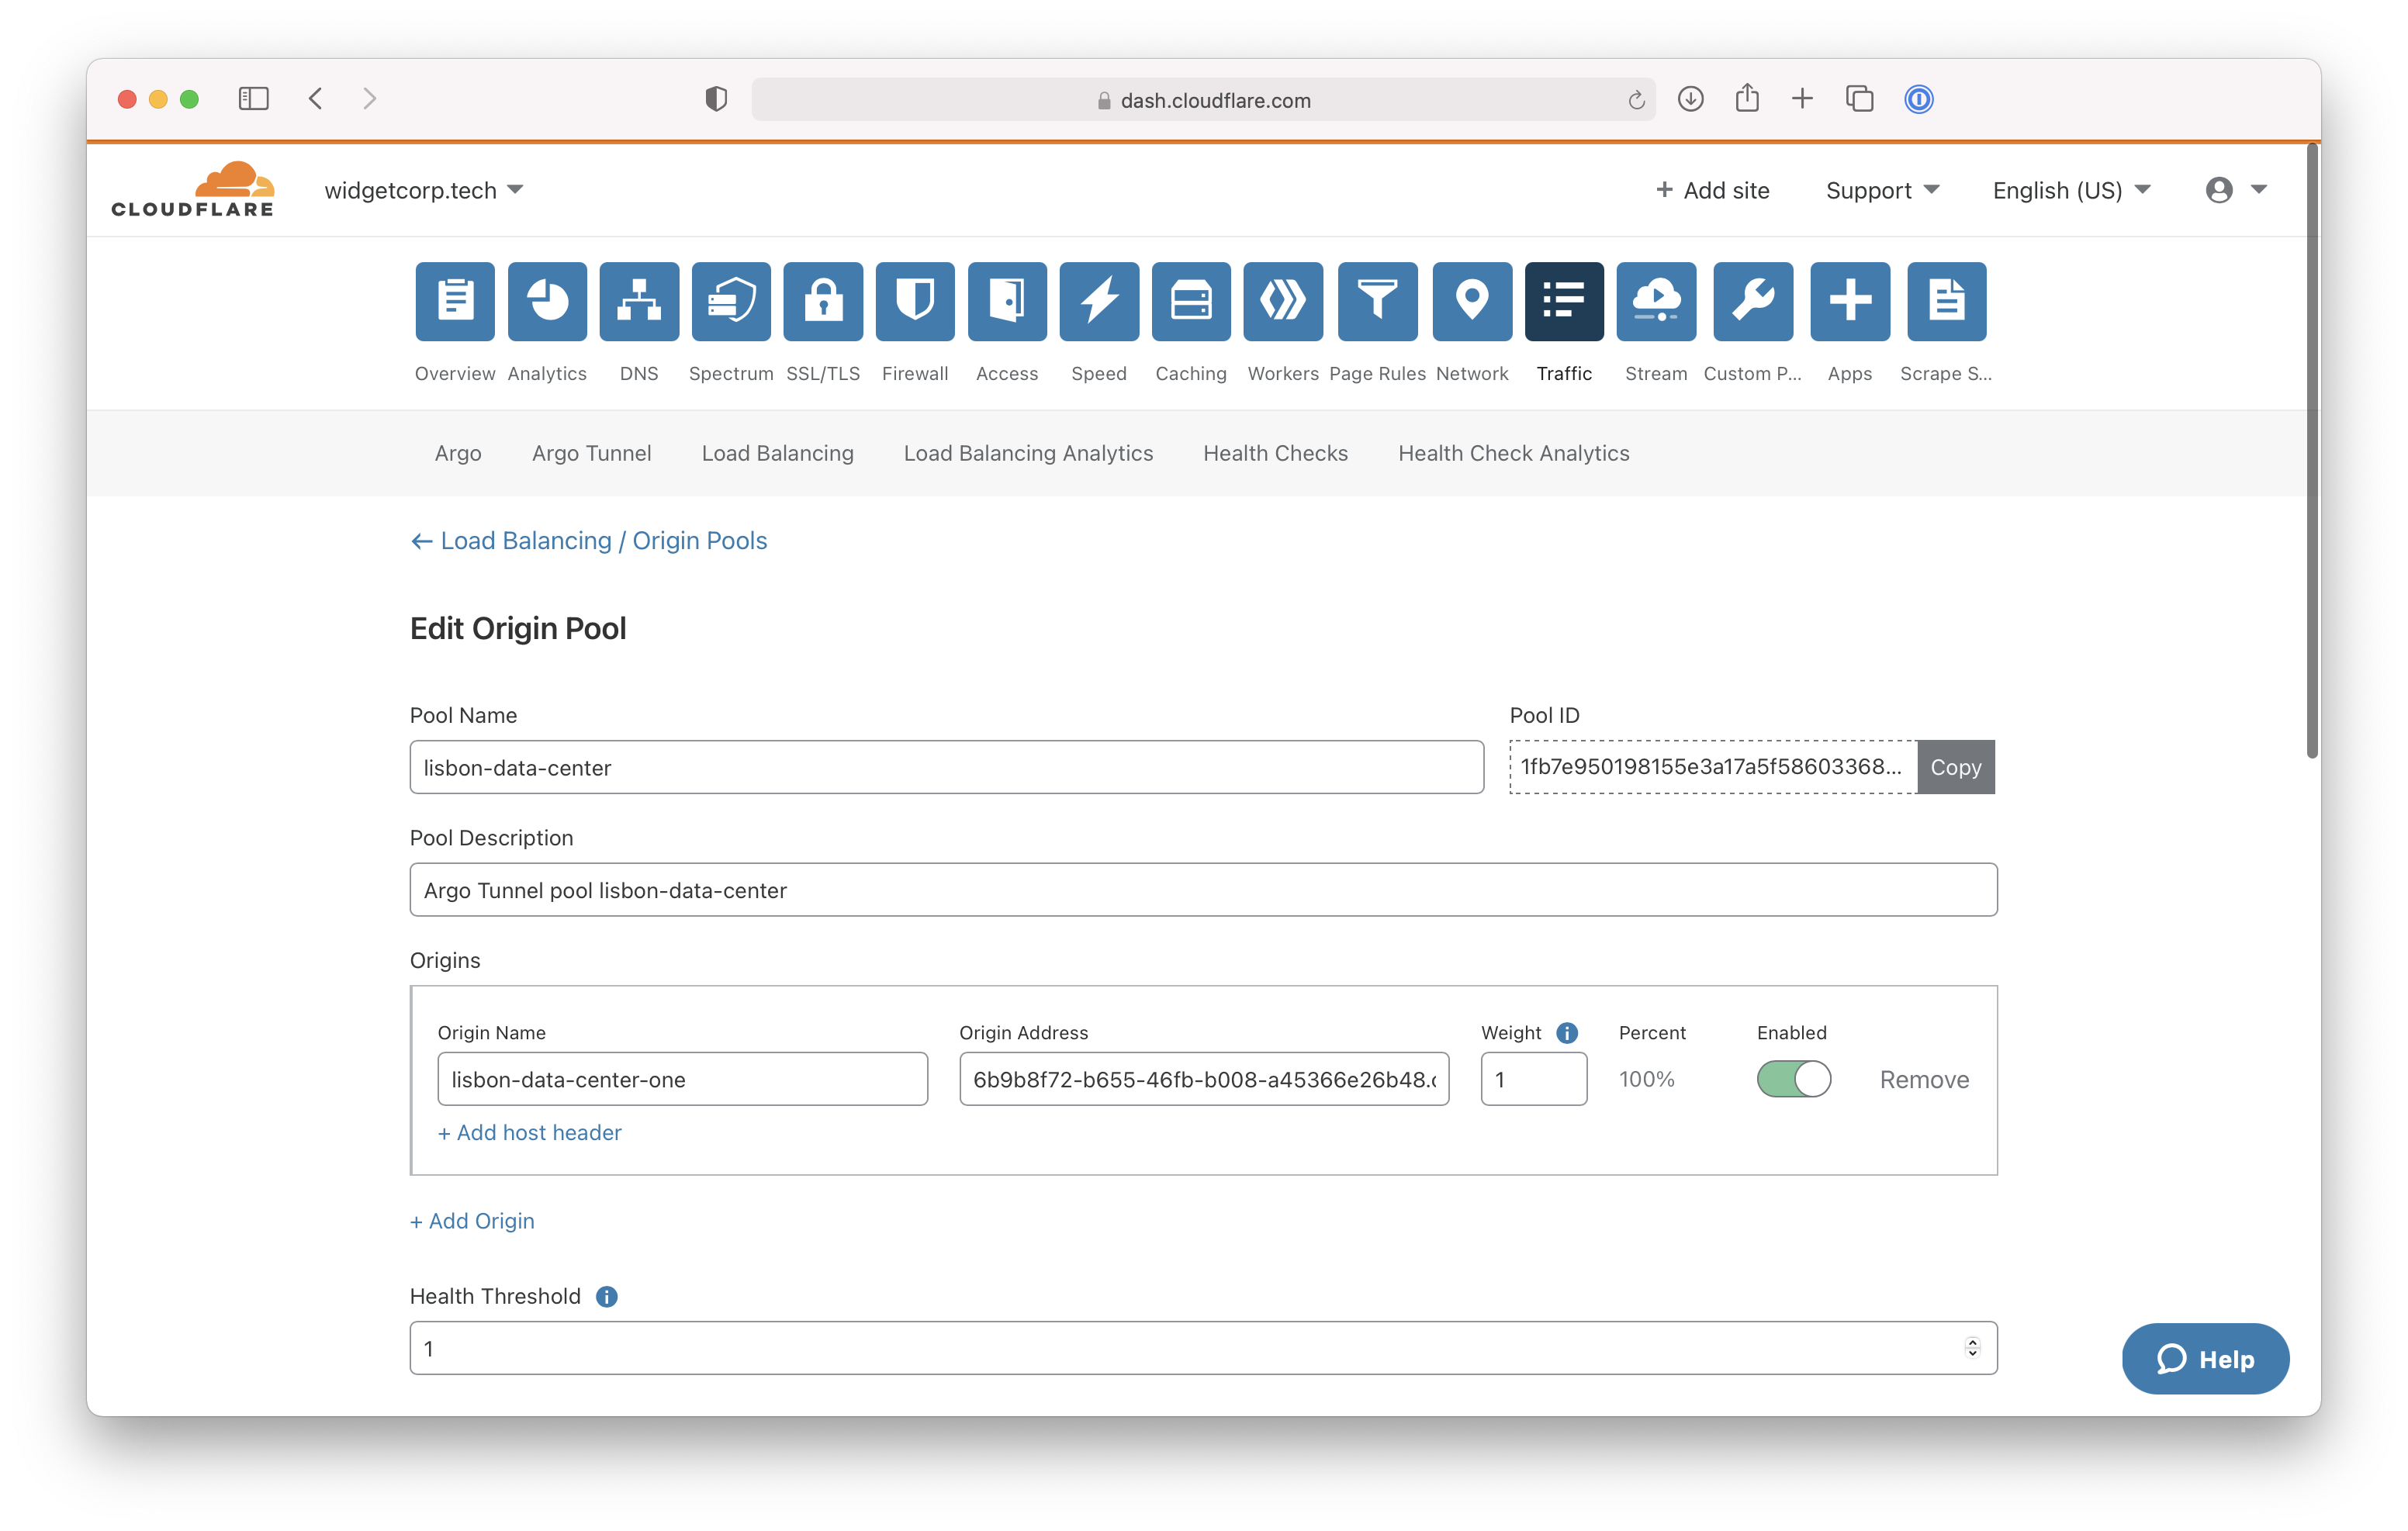 dash.cloudflare.com
CLOUDFLARE
widgetcorp.tech
+ Add site
Support
English (US)
Overview Analytics DNS Spectrum SSL/TLS Firewall Access Speed Caching Workers Page Rules Network Traffic Stream Custom P... Apps Scrape S...
Argo Argo Tunnel Load Balancing Load Balancing Analytics Health Checks Health Check Analytics
← Load Balancing / Origin Pools
Edit Origin Pool
Pool Name
Pool ID
lisbon-data-center
1fb7e950198155e3a17a5f58603368...
Copy
Pool Description
Argo Tunnel pool lisbon-data-center
Origins
Origin Name Origin Address Weight Percent Enabled
lisbon-data-center-one 6b9b8f72-b655-46fb-b008-a45366e26b48. 1 100% Remove
+ Add host header
+ Add Origin
Health Threshold
1
Help